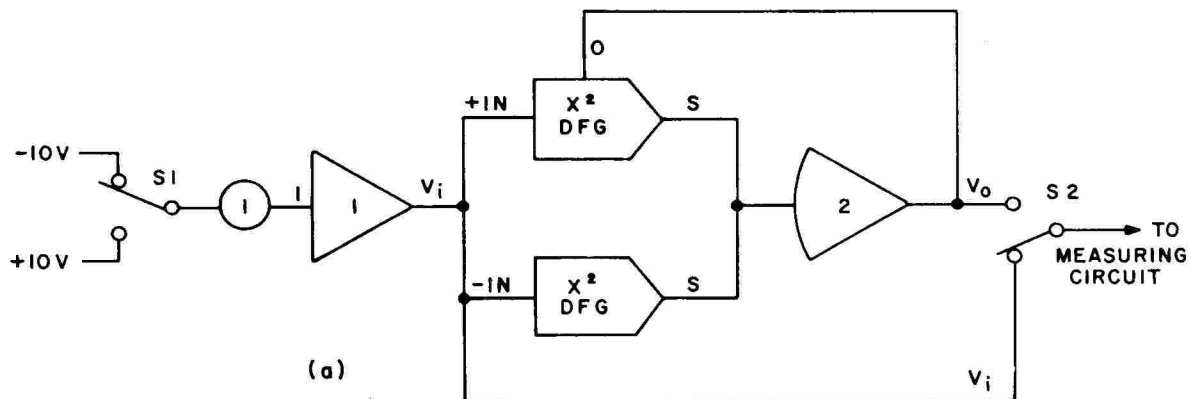 O
+IN
X² DFG
S
-10V
S1
+10V
1
1
1
Vi
2
Vo
S2
TO MEASURING CIRCUIT
-IN
X² DFG
S
(a)
Vi